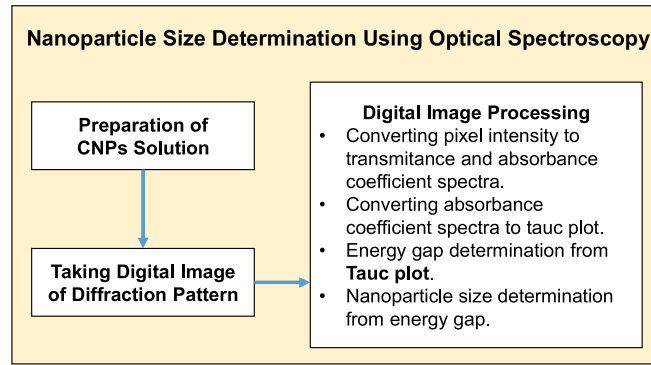 Nanoparticle Size Determination Using Optical Spectroscopy
Preparation of
CNPs Solution
Taking Digital Image
of Diffraction Pattern
Digital Image Processing
• Converting pixel intensity to
transmitance and absorbance
coefficient spectra.
• Converting absorbance
coefficient spectra to tauc plot.
• Energy gap determination from
Tauc plot.
• Nanoparticle size determination
from energy gap.